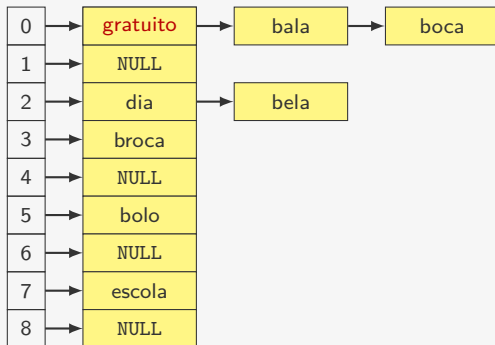 0 gratuito bala boca
1 NULL
2 dia bela
3 broca
4 NULL
5 bolo
6 NULL
7 escola
8 NULL